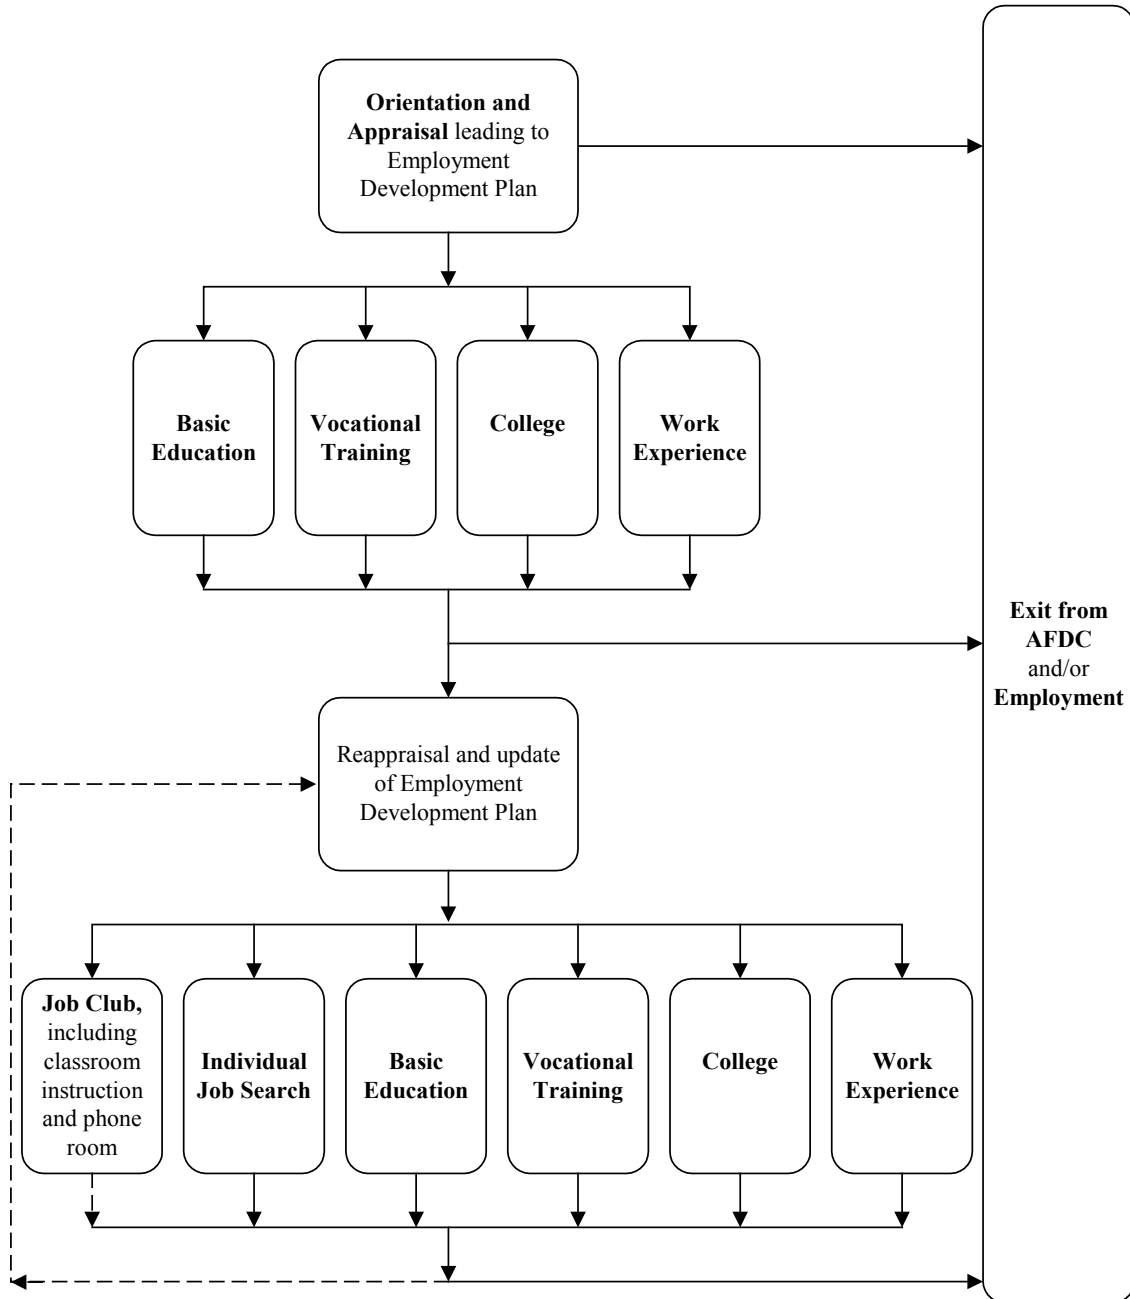 Orientation and
Appraisal leading to
Employment
Development Plan
Basic
Education
Vocational
Training
College
Work
Experience
Exit from
AFDC
and/or
Employment
Reappraisal and update
of Employment
Development Plan
Job Club,
including
classroom
instruction
and phone
room
Individual
Job Search
Basic
Education
Vocational
Training
College
Work
Experience